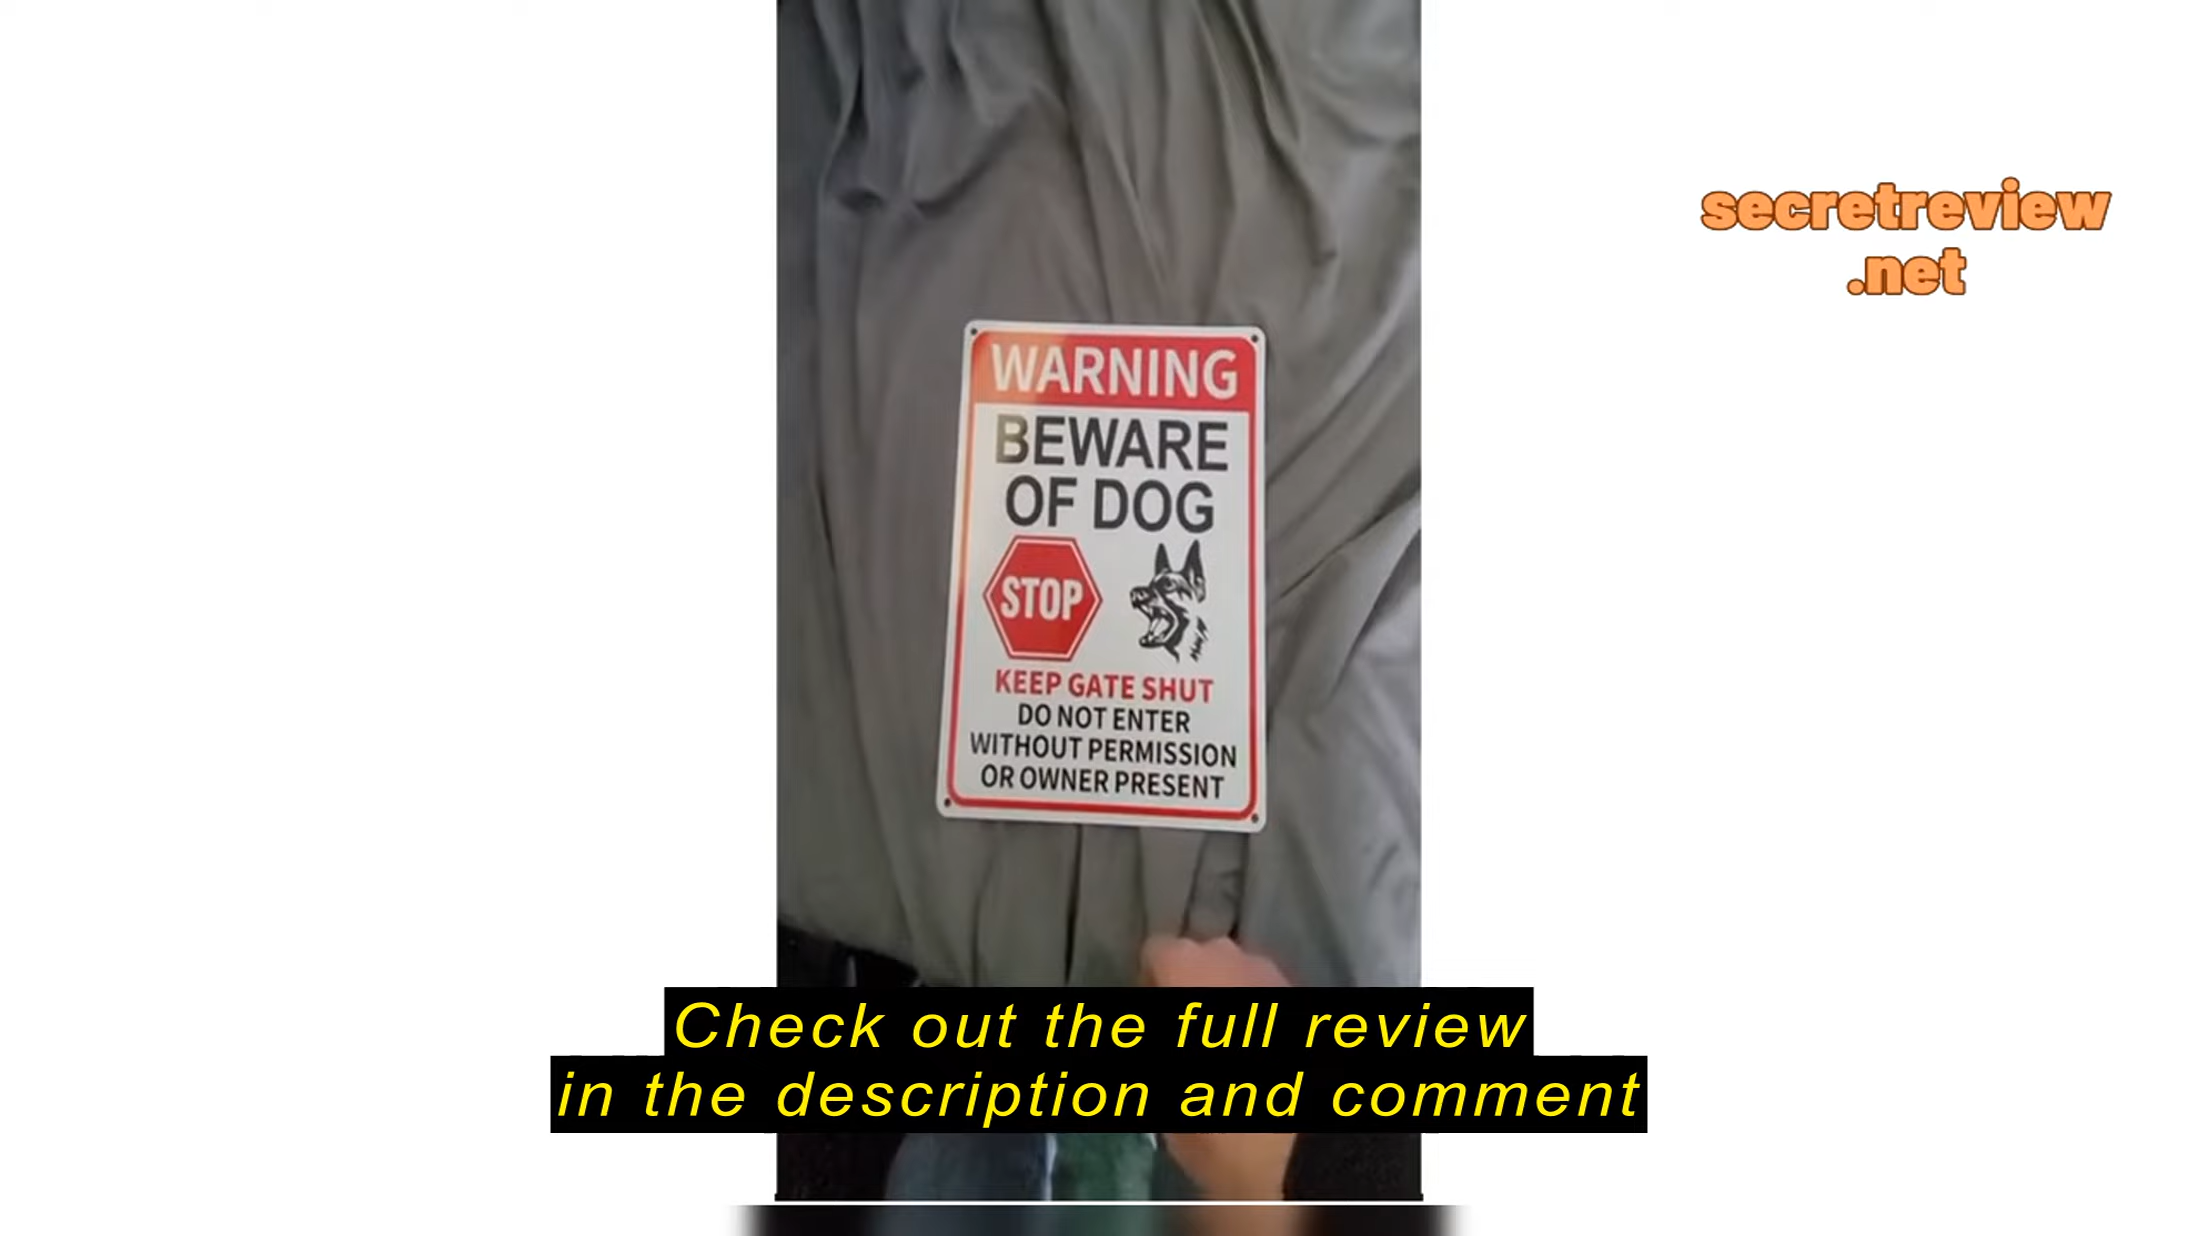 secretreview
.net
WARNING
BEWARE
OF DOG
STOP
KEEP GATE SHUT
DO NOT ENTER
WITHOUT PERMISSION
OR OWNER PRESENT
Check out the full review
in the description and comment